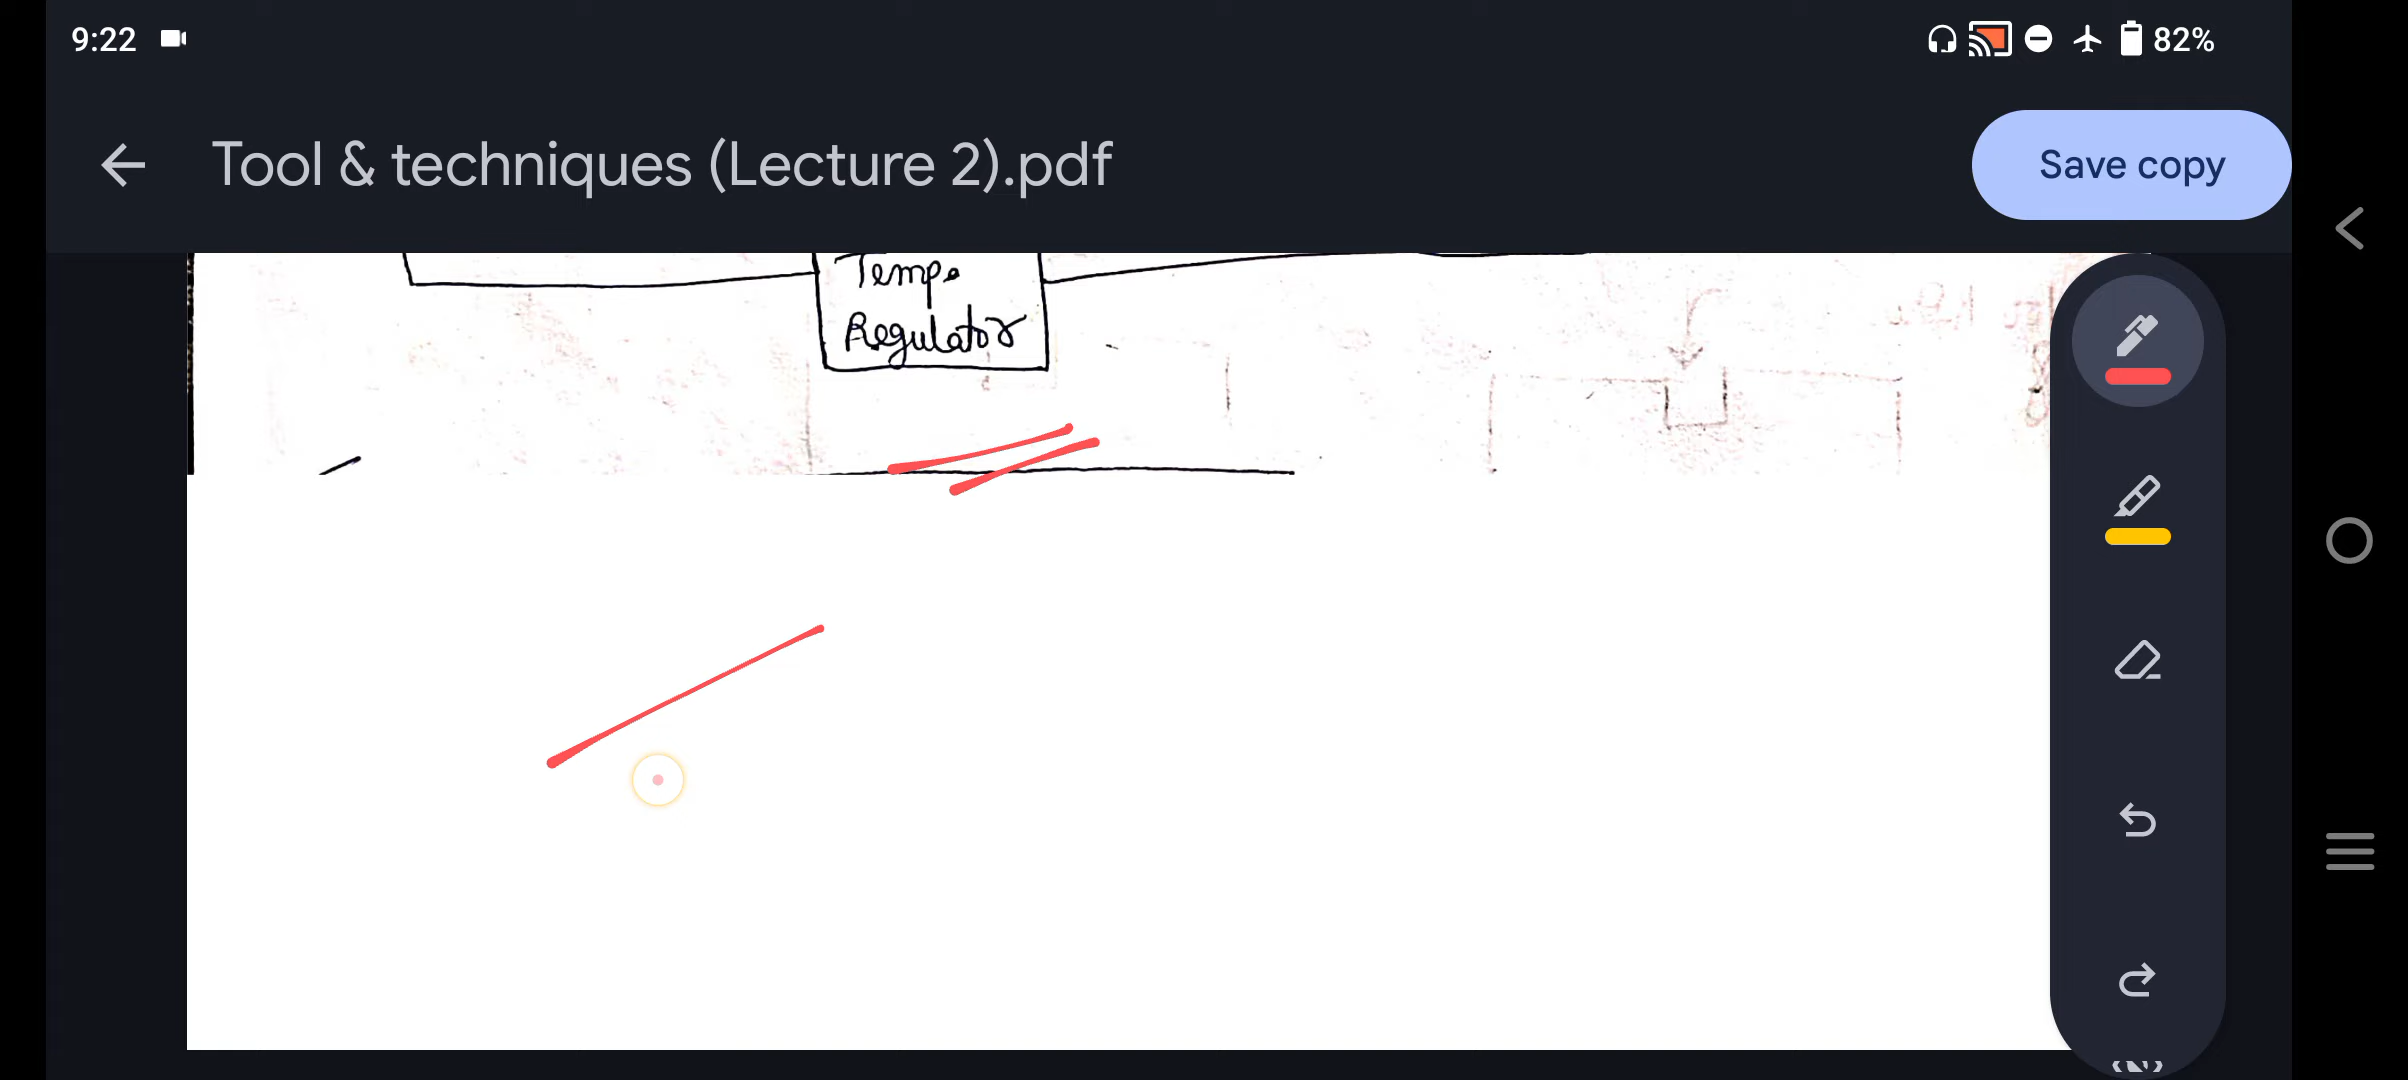 9:22 82%
Tool & techniques (Lecture 2).pdf
Save copy
Temp.
Regulator